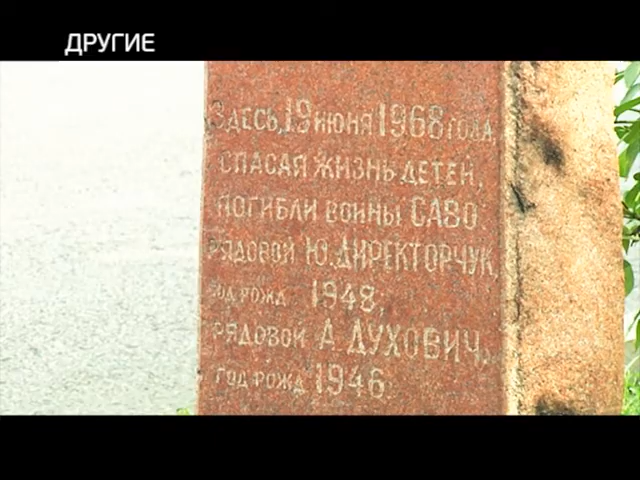 ДРУГИЕ
Здесь, 19 июня 1968 года,
спасая жизнь детей,
погибли воины САВО
рядовой Ю. Директорчук,
год рожд 1948,
рядовой А. Духович,
год рожд 1946.